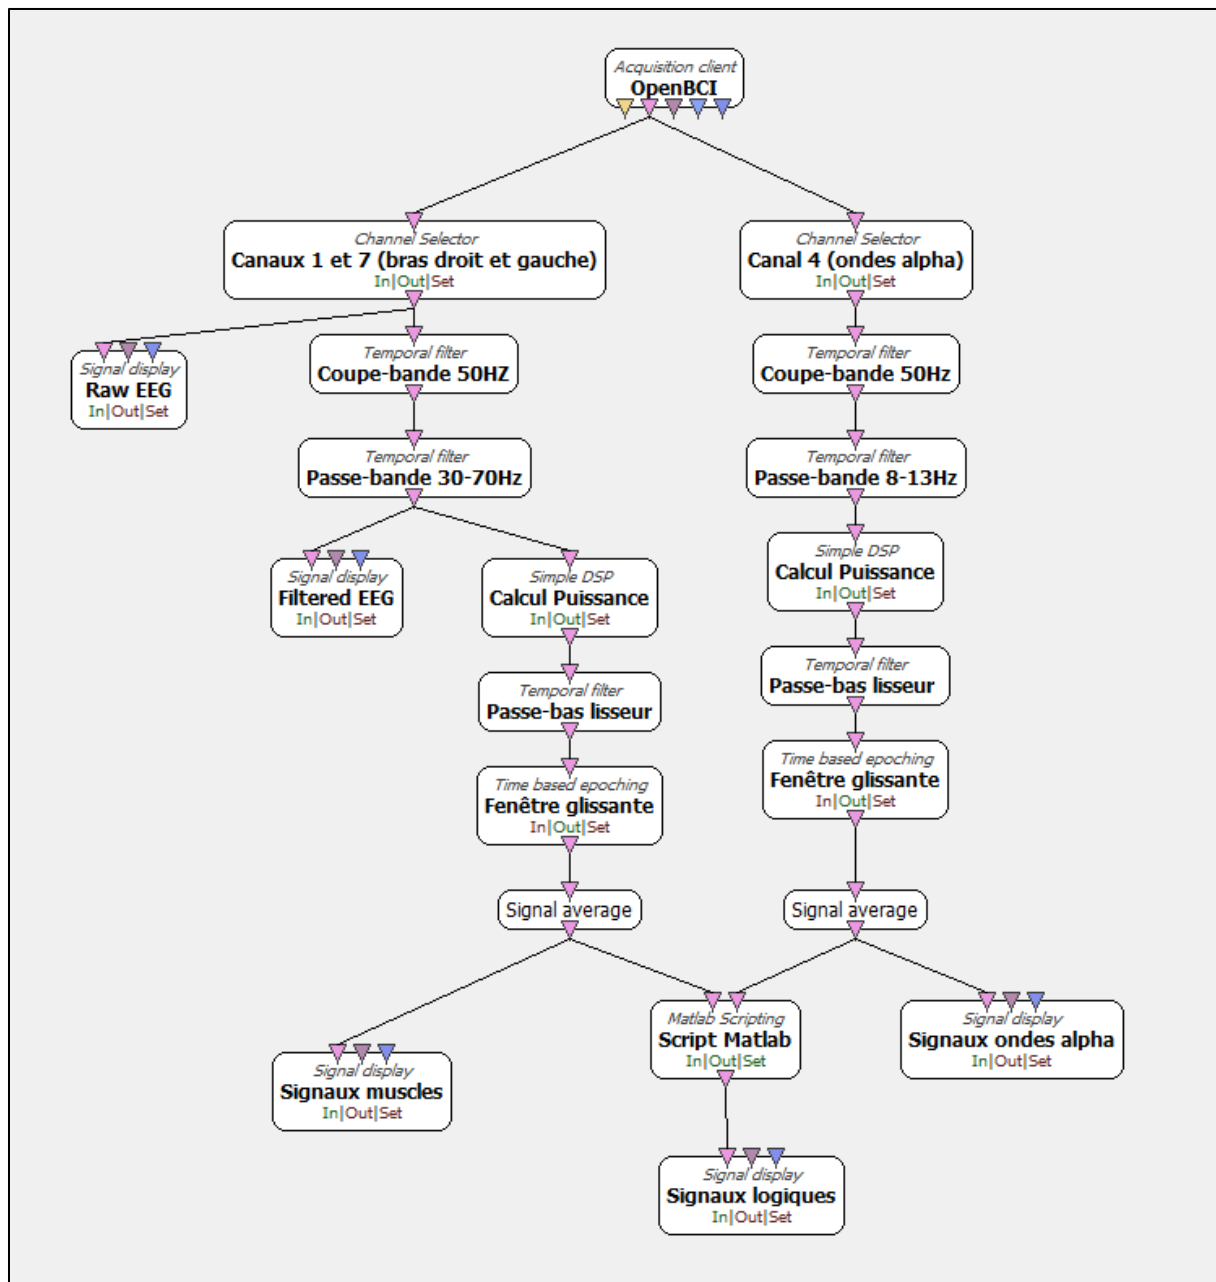 Acquisition client
OpenBCI
Channel Selector
Canaux 1 et 7 (bras droit et gauche)
In|Out|Set
Channel Selector
Canal 4 (ondes alpha)
In|Out|Set
Signal display
Raw EEG
In|Out|Set
Temporal filter
Coupe-bande 50HZ
Temporal filter
Coupe-bande 50Hz
Temporal filter
Passe-bande 30-70Hz
Temporal filter
Passe-bande 8-13Hz
Signal display
Filtered EEG
In|Out|Set
Simple DSP
Calcul Puissance
In|Out|Set
Simple DSP
Calcul Puissance
In|Out|Set
Temporal filter
Passe-bas lisseur
Temporal filter
Passe-bas lisseur
Time based epoching
Fenêtre glissante
In|Out|Set
Time based epoching
Fenêtre glissante
In|Out|Set
Signal average
Signal average
Signal display
Signaux muscles
In|Out|Set
Matlab Scripting
Script Matlab
In|Out|Set
Signal display
Signaux ondes alpha
In|Out|Set
Signal display
Signaux logiques
In|Out|Set